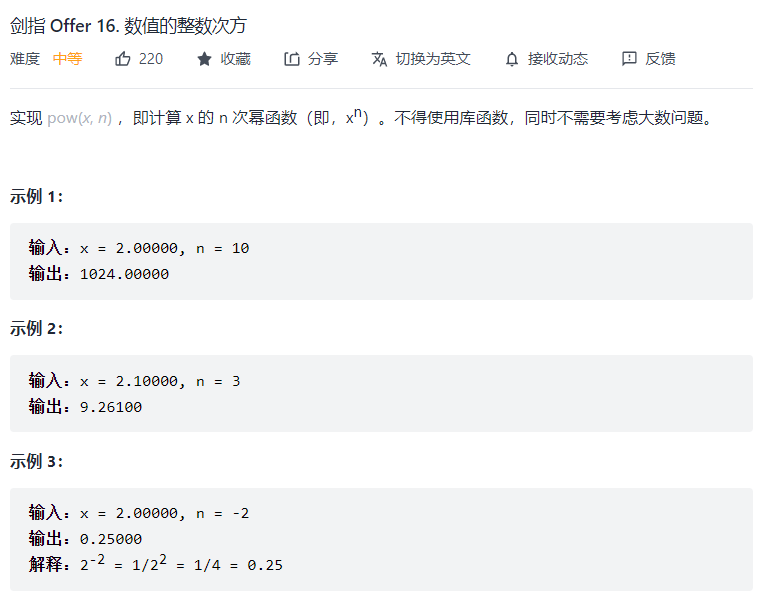 剑指 Offer 16. 数值的整数次方
难度 中等 220 收藏 分享 切换为英文 接收动态 反馈
实现 pow(x, n) ，即计算 x 的 n 次幂函数（即，xⁿ）。不得使用库函数，同时不需要考虑大数问题。
示例 1：
输入：x = 2.00000, n = 10
输出：1024.00000
示例 2：
输入：x = 2.10000, n = 3
输出：9.26100
示例 3：
输入：x = 2.00000, n = -2
输出：0.25000
解释：2⁻² = 1/2² = 1/4 = 0.25